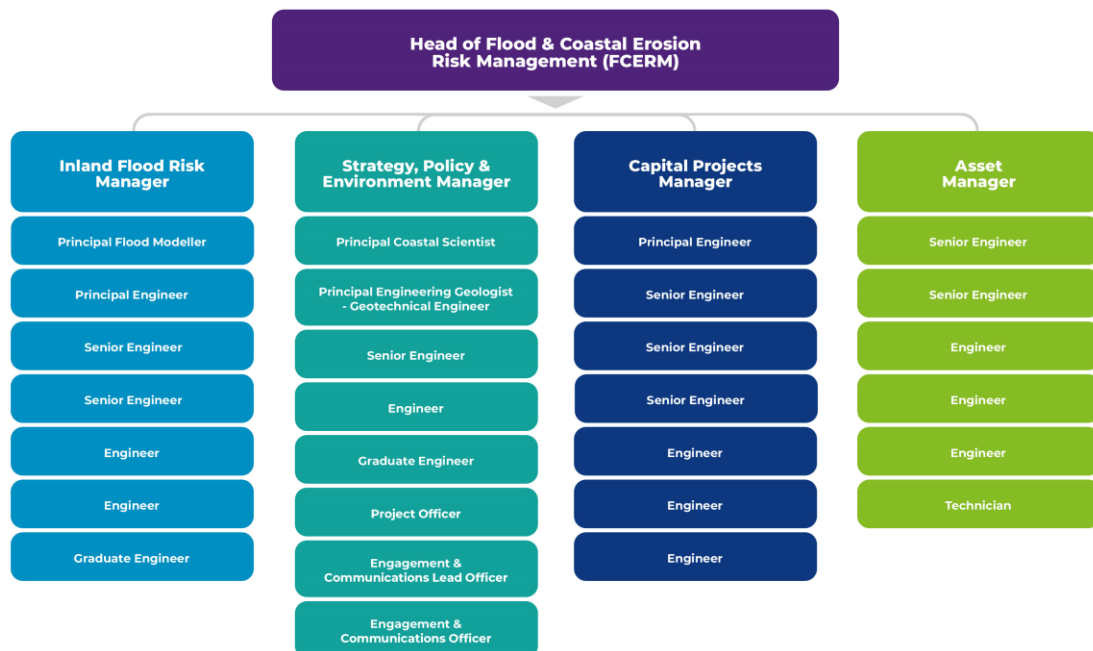 Head of Flood & Coastal Erosion
Risk Management (FCERM)
Inland Flood Risk
Manager
Principal Flood Modeller
Principal Engineer
Senior Engineer
Senior Engineer
Engineer
Engineer
Graduate Engineer
Strategy, Policy &
Environment Manager
Principal Coastal Scientist
Principal Engineering Geologist
- Geotechnical Engineer
Senior Engineer
Engineer
Graduate Engineer
Project Officer
Engagement &
Communications Lead Officer
Engagement &
Communications Officer
Capital Projects
Manager
Principal Engineer
Senior Engineer
Senior Engineer
Senior Engineer
Engineer
Engineer
Engineer
Asset
Manager
Senior Engineer
Senior Engineer
Engineer
Engineer
Engineer
Technician